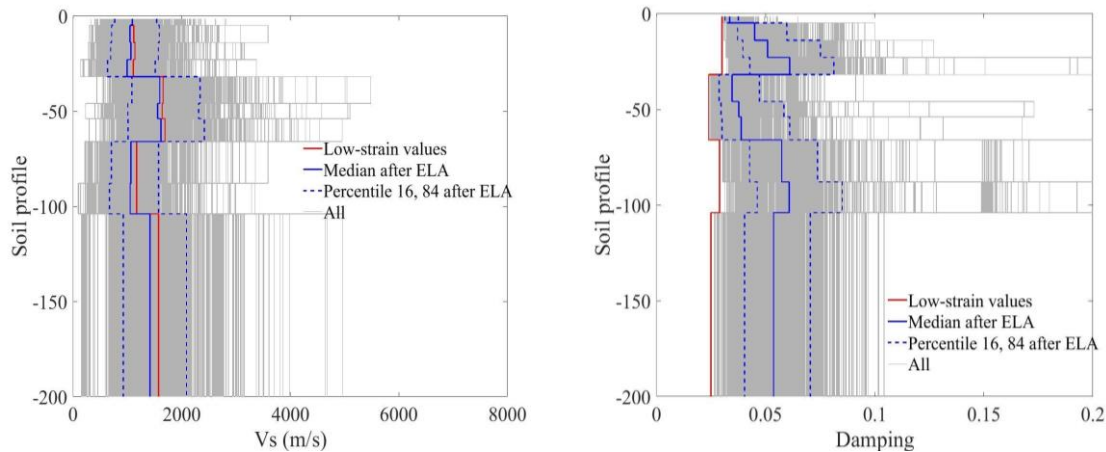 0
-50
-100
-150
-200
Soil profile
Low-strain values
Median after ELA
Percentile 16, 84 after ELA
All
0
2000
4000
6000
8000
Vs (m/s)
0
-50
-100
-150
-200
Soil profile
Low-strain values
Median after ELA
Percentile 16, 84 after ELA
All
0
0.05
0.1
0.15
0.2
Damping